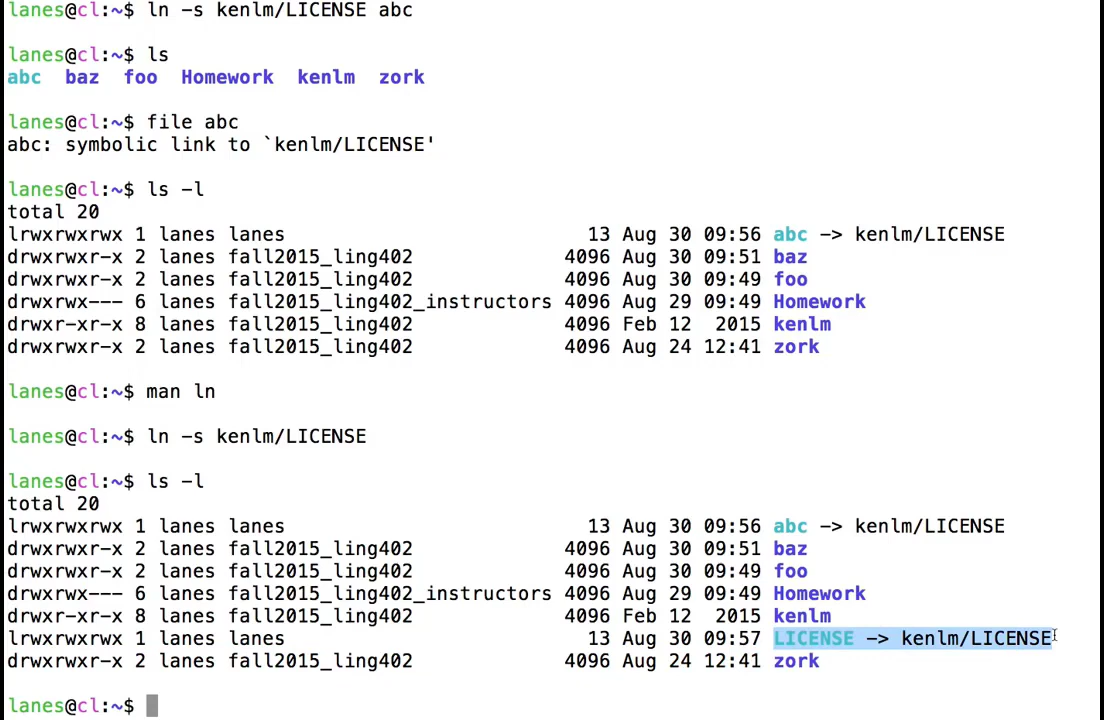 lanes@cl:~$ ln -s kenlm/LICENSE abc
lanes@cl:~$ ls
abc  baz  foo  Homework  kenlm  zork
lanes@cl:~$ file abc
abc: symbolic link to `kenlm/LICENSE'
lanes@cl:~$ ls -l
total 20
lrwxrwxrwx 1 lanes lanes                            13 Aug 30 09:56 abc -> kenlm/LICENSE
drwxrwxr-x 2 lanes fall2015_ling402               4096 Aug 30 09:51 baz
drwxrwxr-x 2 lanes fall2015_ling402               4096 Aug 30 09:49 foo
drwxrwx--- 6 lanes fall2015_ling402_instructors 4096 Aug 29 09:49 Homework
drwxr-xr-x 8 lanes fall2015_ling402               4096 Feb 12  2015 kenlm
drwxrwxr-x 2 lanes fall2015_ling402               4096 Aug 24 12:41 zork
lanes@cl:~$ man ln
lanes@cl:~$ ln -s kenlm/LICENSE
lanes@cl:~$ ls -l
total 20
lrwxrwxrwx 1 lanes lanes                            13 Aug 30 09:56 abc -> kenlm/LICENSE
drwxrwxr-x 2 lanes fall2015_ling402               4096 Aug 30 09:51 baz
drwxrwxr-x 2 lanes fall2015_ling402               4096 Aug 30 09:49 foo
drwxrwx--- 6 lanes fall2015_ling402_instructors 4096 Aug 29 09:49 Homework
drwxr-xr-x 8 lanes fall2015_ling402               4096 Feb 12  2015 kenlm
lrwxrwxrwx 1 lanes lanes                            13 Aug 30 09:57 LICENSE -> kenlm/LICENSE
drwxrwxr-x 2 lanes fall2015_ling402               4096 Aug 24 12:41 zork
lanes@cl:~$